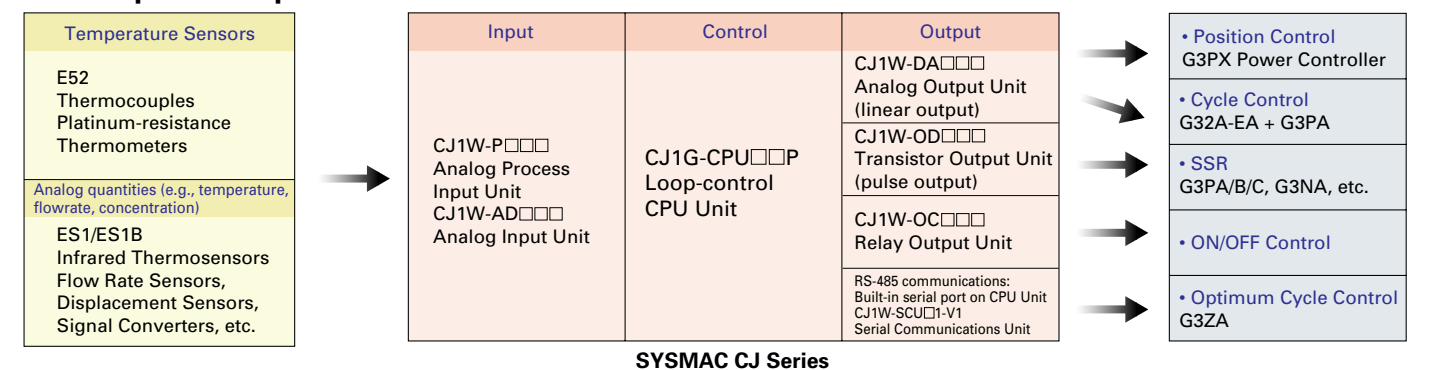 Temperature Sensors
E52
Thermocouples
Platinum-resistance
Thermometers
Analog quantities (e.g., temperature,
flowrate, concentration)
ES1/ES1B
Infrared Thermosensors
Flow Rate Sensors,
Displacement Sensors,
Signal Converters, etc.
Input
CJ1W-P□□□
Analog Process
Input Unit
CJ1W-AD□□□
Analog Input Unit
Control
CJ1G-CPU□□P
Loop-control
CPU Unit
Output
CJ1W-DA□□□
Analog Output Unit
(linear output)
CJ1W-OD□□□
Transistor Output Unit
(pulse output)
CJ1W-OC□□□
Relay Output Unit
RS-485 communications:
Built-in serial port on CPU Unit
CJ1W-SCU□1-V1
Serial Communications Unit
• Position Control
G3PX Power Controller
• Cycle Control
G32A-EA + G3PA
• SSR
G3PA/B/C, G3NA, etc.
• ON/OFF Control
• Optimum Cycle Control
G3ZA
SYSMAC CJ Series